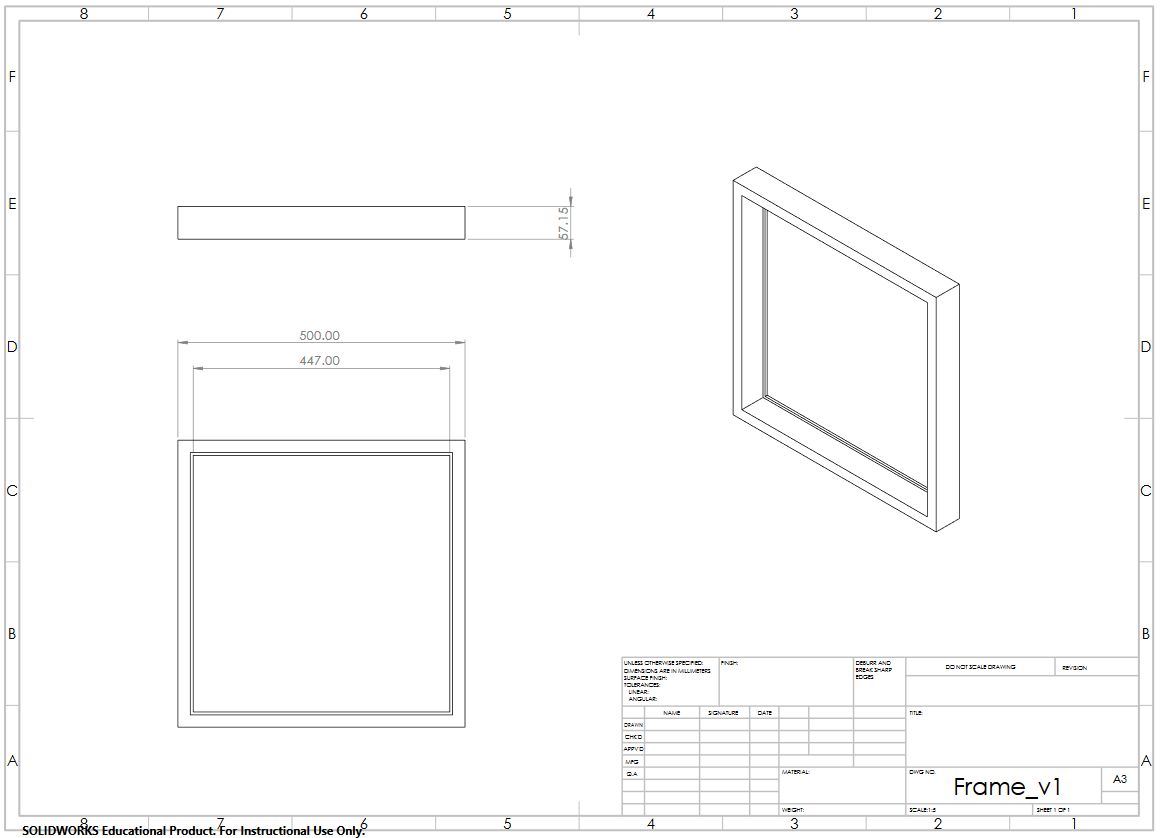 8 7 6 5 4 3 2 1
F F
E E
57.15
500.00
D D
447.00
C C
B B
UNLESS OTHERWISE SPECIFIED:
DIMENSIONS ARE IN MILLIMETERS
SURFACE FINISH:
TOLERANCES:
LINEAR:
ANGULAR:
FINISH:
DEBURR AND
BREAK SHARP
EDGES
DO NOT SCALE DRAWING
REVISION
NAME SIGNATURE DATE
TITLE:
DRAWN
CHK'D
APPV'D
MFG
Q.A
MATERIAL:
DWG NO.
Frame_v1
A3
WEIGHT:
SCALE:1:5
SHEET 1 OF 1
A A
8 7 6 5 4 3 2 1
SOLIDWORKS Educational Product. For Instructional Use Only.